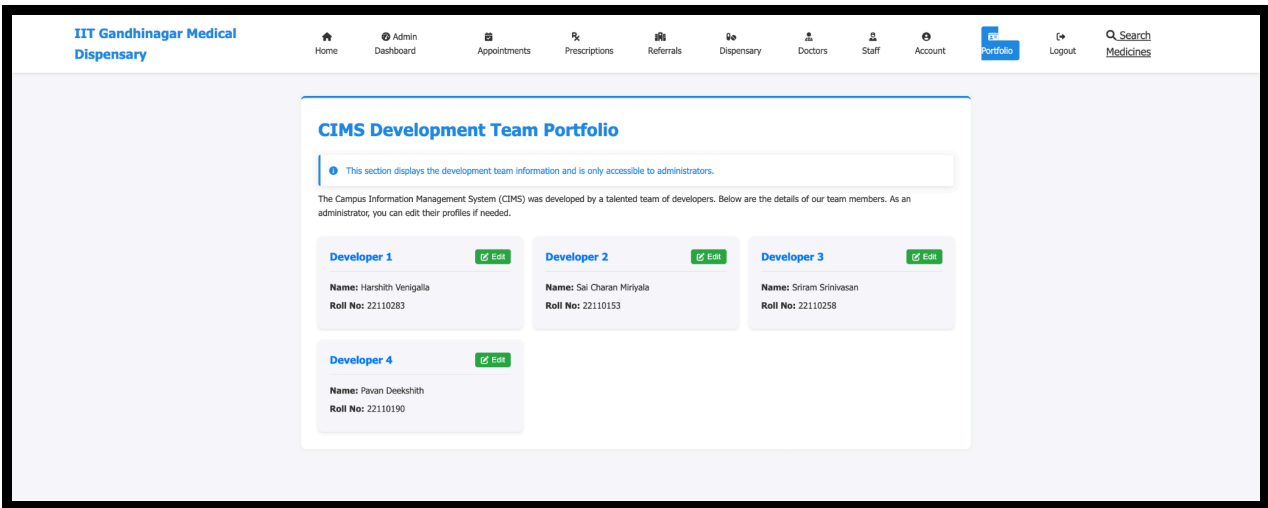 IIT Gandhinagar Medical
Dispensary
Home
Admin
Dashboard
Appointments
Prescriptions
Referrals
Dispensary
Doctors
Staff
Account
Portfolio
Logout
Search
Medicines
CIMS Development Team Portfolio
This section displays the development team information and is only accessible to administrators.
The Campus Information Management System (CIMS) was developed by a talented team of developers. Below are the details of our team members. As an
administrator, you can edit their profiles if needed.
Developer 1
Edit
Name: Harshith Venigalla
Roll No: 22110283
Developer 2
Edit
Name: Sai Charan Miriyala
Roll No: 22110153
Developer 3
Edit
Name: Sriram Srinivasan
Roll No: 22110258
Developer 4
Edit
Name: Pavan Deekshith
Roll No: 22110190